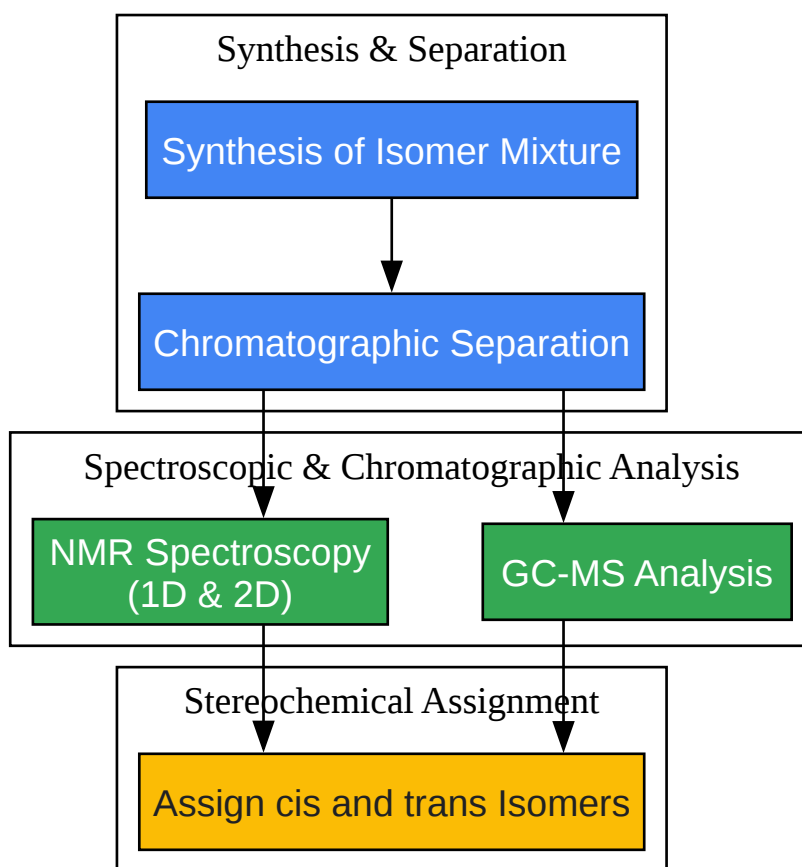 Synthesis & Separation
Synthesis of Isomer Mixture
Chromatographic Separation
Spectroscopic & Chromatographic Analysis
NMR Spectroscopy
(1D & 2D)
GC-MS Analysis
Stereochemical Assignment
Assign cis and trans Isomers